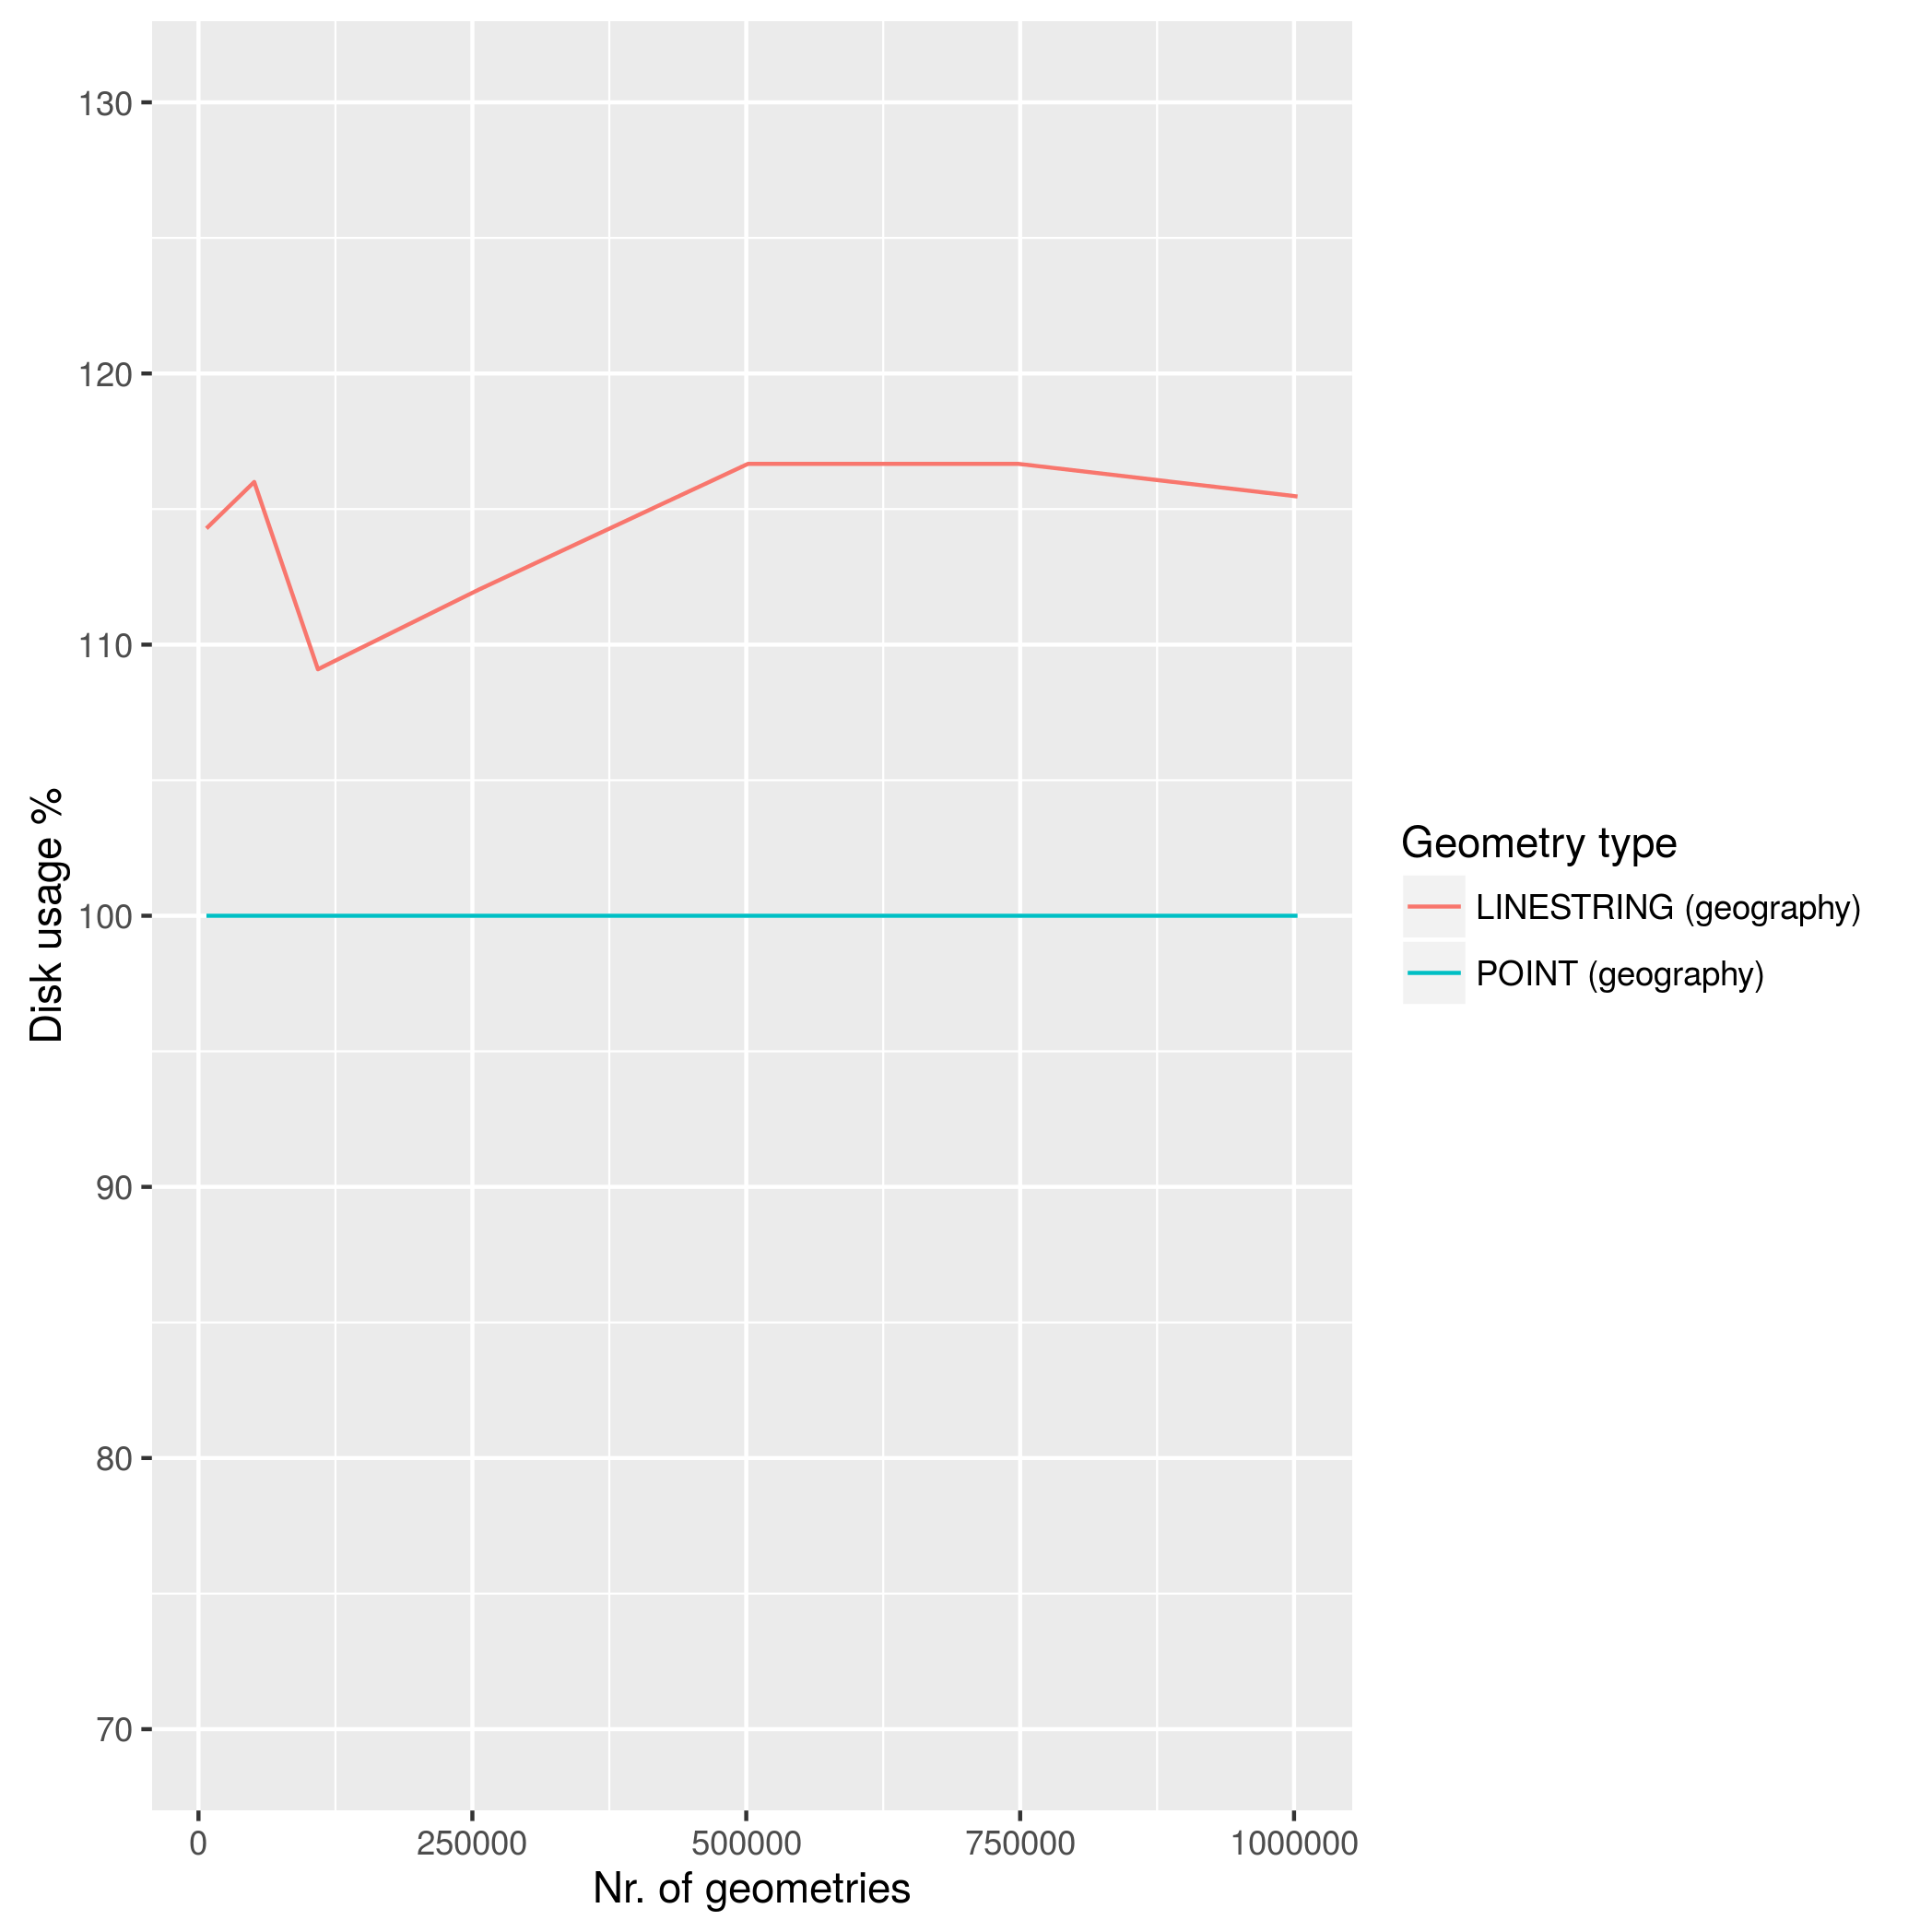 130
120
110
100
90
80
70
Disk usage %
0
250000
500000
750000
1000000
Nr. of geometries
Geometry type
LINESTRING (geography)
POINT (geography)